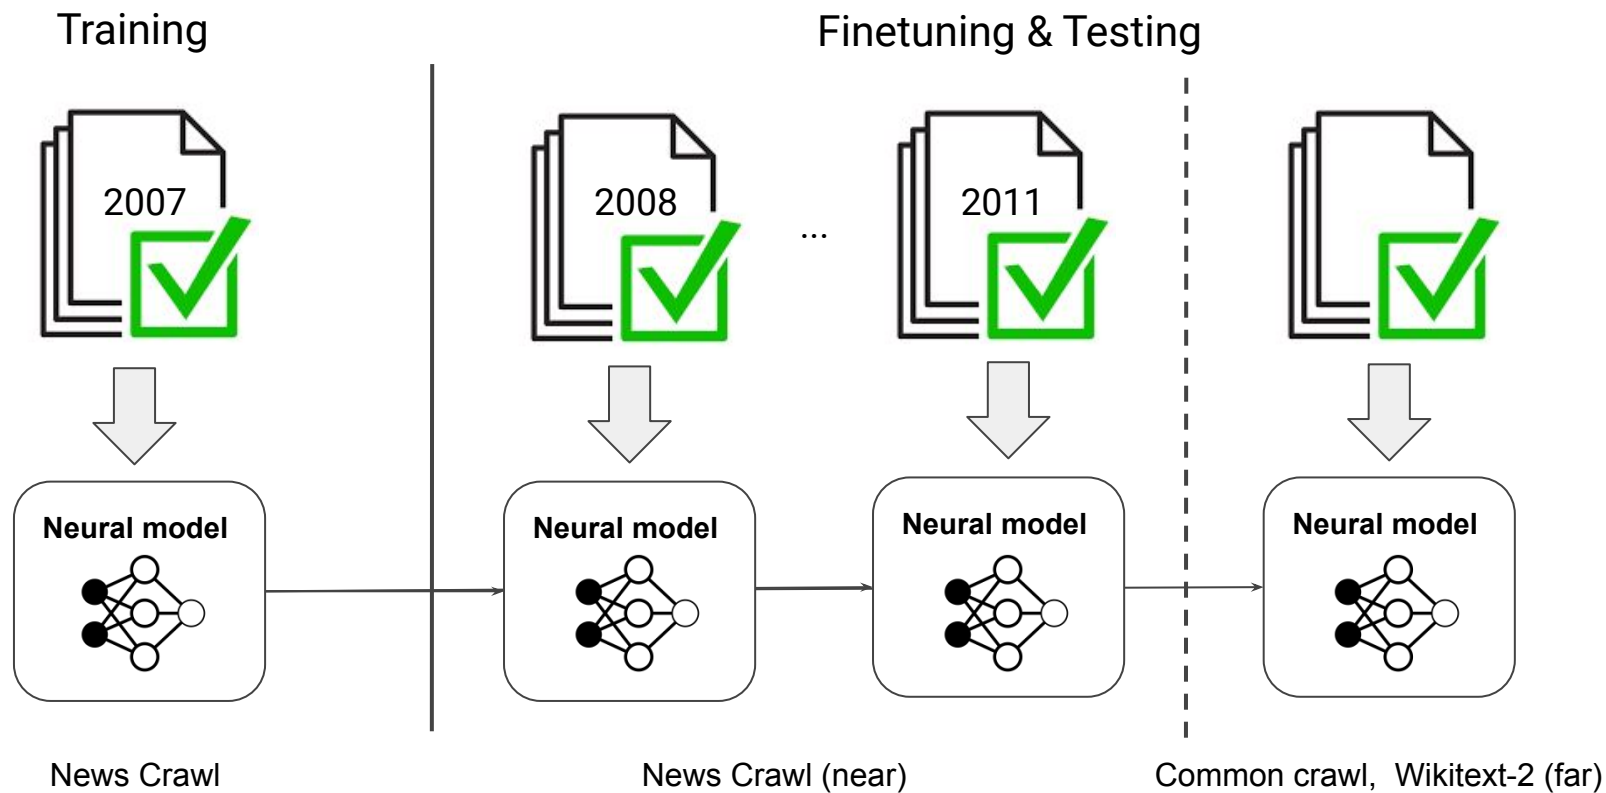 Training
Finetuning & Testing
2007
2008
...
2011
Neural model
Neural model
Neural model
Neural model
News Crawl
News Crawl (near)
Common crawl, Wikitext-2 (far)